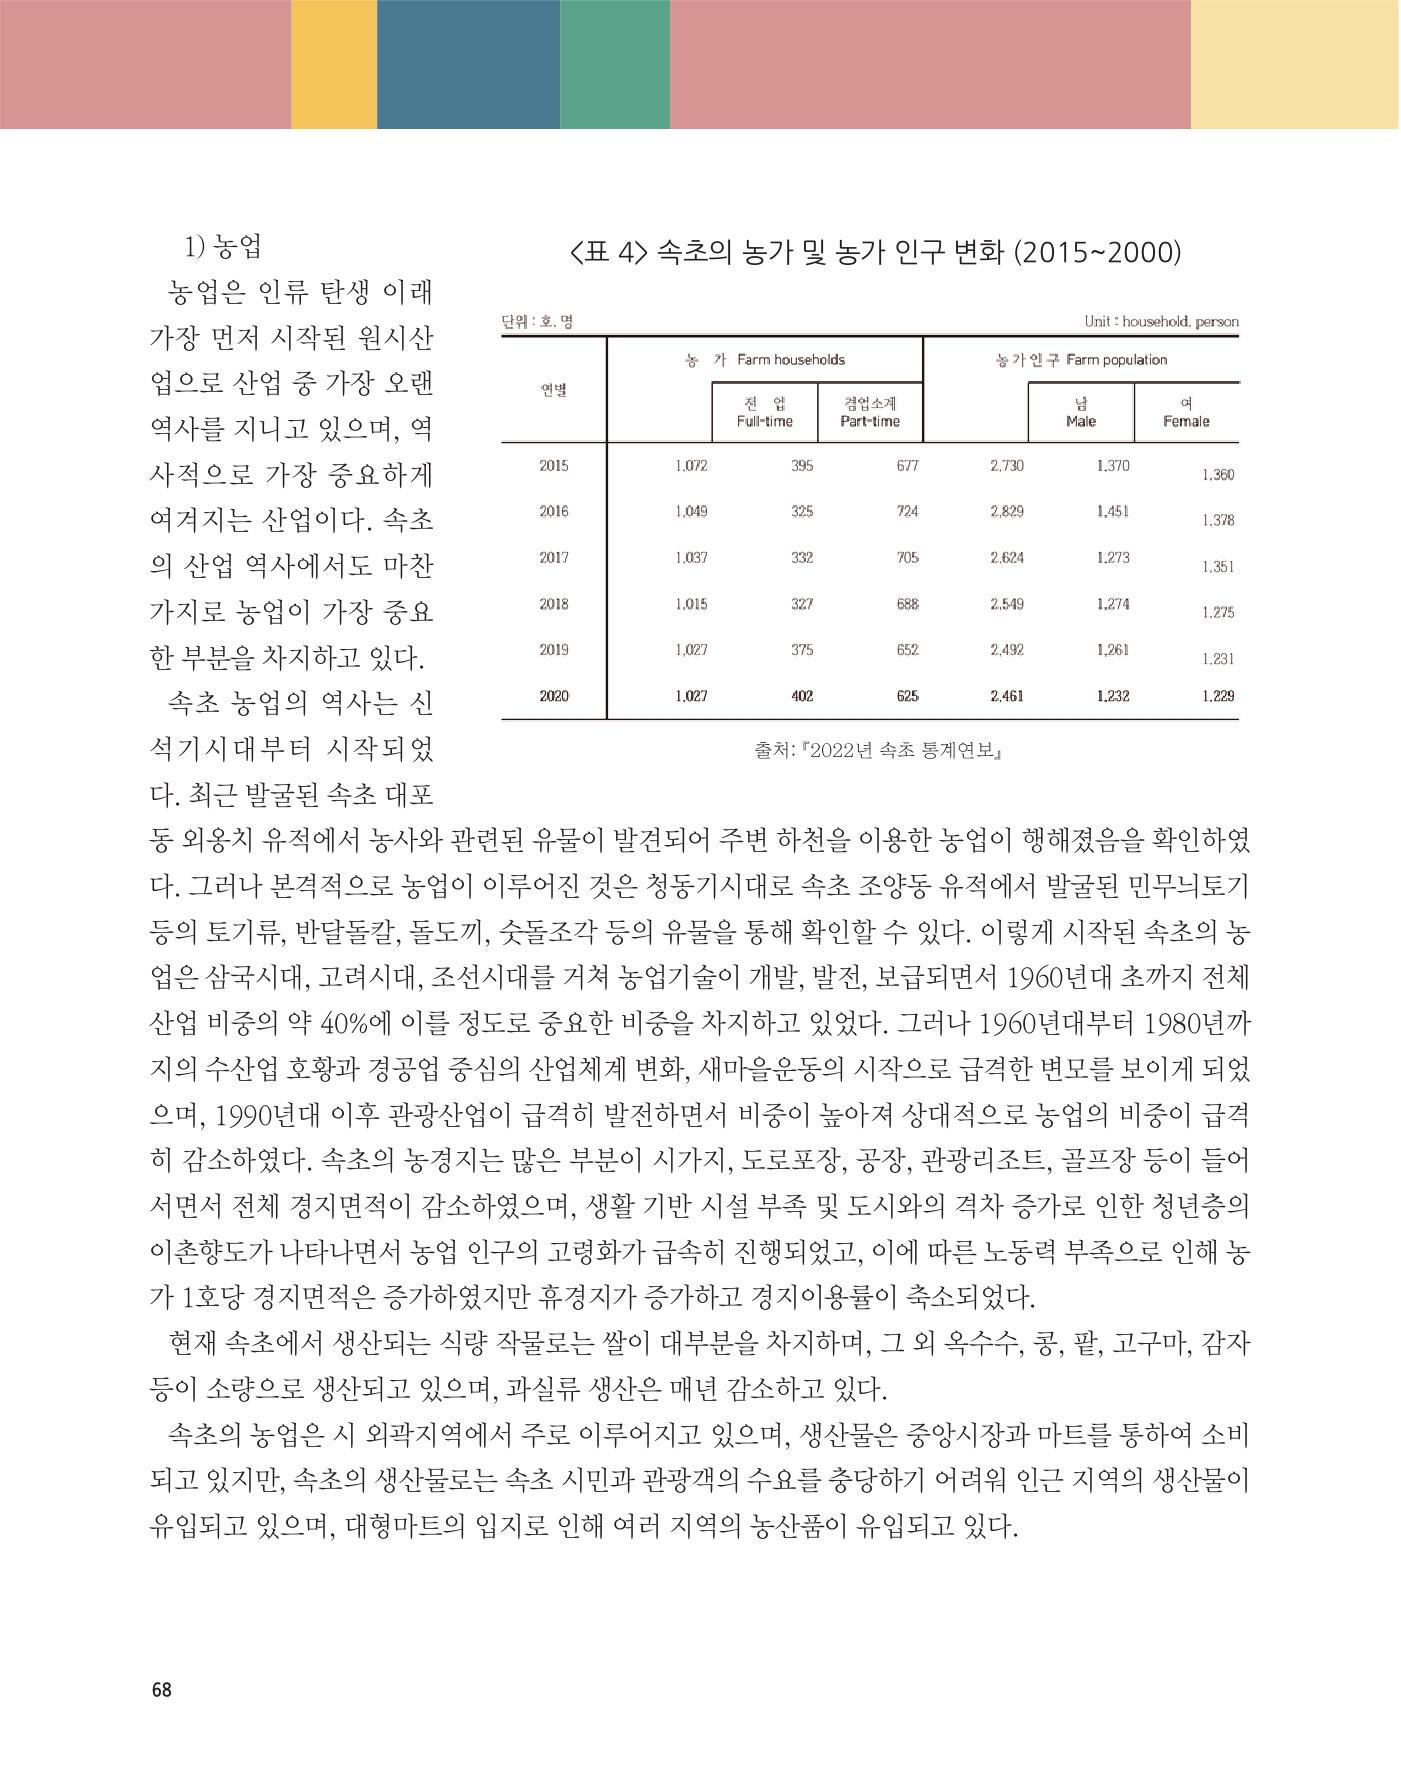 1) 농업
농업은 인류 탄생 이래
가장 먼저 시작된 원시산
업으로 산업 중 가장 오랜
역사를 지니고 있으며, 역
사적으로 가장 중요하게
여겨지는 산업이다. 속초
의 산업 역사에서도 마찬
가지로 농업이 가장 중요
한 부분을 차지하고 있다.
속초 농업의 역사는 신
석기시대부터 시작되었
다. 최근 발굴된 속초 대포
<표 4> 속초의 농가 및 농가 인구 변화 (2015~2000)
단위 : 호, 명 Unit : household, person
연별 농 가 Farm households 농가인구 Farm population
전 업 겸업소계 남 여
Full-time Part-time Male Female
2015 1,072 395 677 2,730 1,370 1,360
2016 1,049 325 724 2,829 1,451 1,378
2017 1,037 332 705 2,624 1,273 1,351
2018 1,015 327 688 2,549 1,274 1,275
2019 1,027 375 652 2,492 1,261 1,231
2020 1,027 402 625 2,461 1,232 1,229
출처: 『2022년 속초 통계연보』
동 외옹치 유적에서 농사와 관련된 유물이 발견되어 주변 하천을 이용한 농업이 행해졌음을 확인하였
다. 그러나 본격적으로 농업이 이루어진 것은 청동기시대로 속초 조양동 유적에서 발굴된 민무늬토기
등의 토기류, 반달돌칼, 돌도끼, 숫돌조각 등의 유물을 통해 확인할 수 있다. 이렇게 시작된 속초의 농
업은 삼국시대, 고려시대, 조선시대를 거쳐 농업기술이 개발, 발전, 보급되면서 1960년대 초까지 전체
산업 비중의 약 40%에 이를 정도로 중요한 비중을 차지하고 있었다. 그러나 1960년대부터 1980년까
지의 수산업 호황과 경공업 중심의 산업체계 변화, 새마을운동의 시작으로 급격한 변모를 보이게 되었
으며, 1990년대 이후 관광산업이 급격히 발전하면서 비중이 높아져 상대적으로 농업의 비중이 급격
히 감소하였다. 속초의 농경지는 많은 부분이 시가지, 도로포장, 공장, 관광리조트, 골프장 등이 들어
서면서 전체 경지면적이 감소하였으며, 생활 기반 시설 부족 및 도시와의 격차 증가로 인한 청년층의
이촌향도가 나타나면서 농업 인구의 고령화가 급속히 진행되었고, 이에 따른 노동력 부족으로 인해 농
가 1호당 경지면적은 증가하였지만 휴경지가 증가하고 경지이용률이 축소되었다.
현재 속초에서 생산되는 식량 작물로는 쌀이 대부분을 차지하며, 그 외 옥수수, 콩, 팥, 고구마, 감자
등이 소량으로 생산되고 있으며, 과실류 생산은 매년 감소하고 있다.
속초의 농업은 시 외곽지역에서 주로 이루어지고 있으며, 생산물은 중앙시장과 마트를 통하여 소비
되고 있지만, 속초의 생산물로는 속초 시민과 관광객의 수요를 충당하기 어려워 인근 지역의 생산물이
유입되고 있으며, 대형마트의 입지로 인해 여러 지역의 농산품이 유입되고 있다.
68